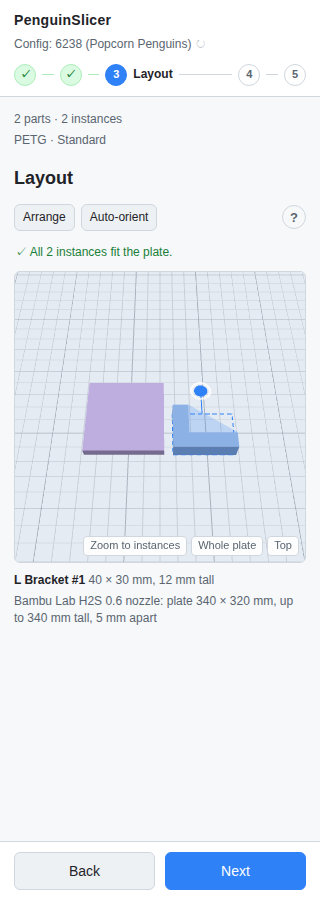 PenguinSlicer
Config: 6238 (Popcorn Penguins)
✓ ✓ 3 Layout 4 5
2 parts · 2 instances
PETG · Standard
Layout
Arrange Auto-orient ?
✓ All 2 instances fit the plate.
Zoom to instances Whole plate Top
L Bracket #1 40 × 30 mm, 12 mm tall
Bambu Lab H2S 0.6 nozzle: plate 340 × 320 mm, up
to 340 mm tall, 5 mm apart
Back Next